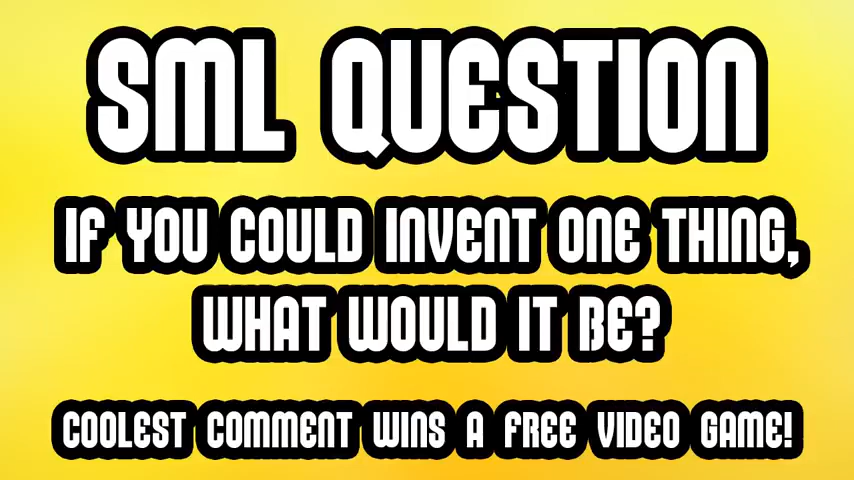 SML QUESTION
IF YOU COULD INVENT ONE THING,
WHAT WOULD IT BE?
COOLEST COMMENT WINS A FREE VIDEO GAME!